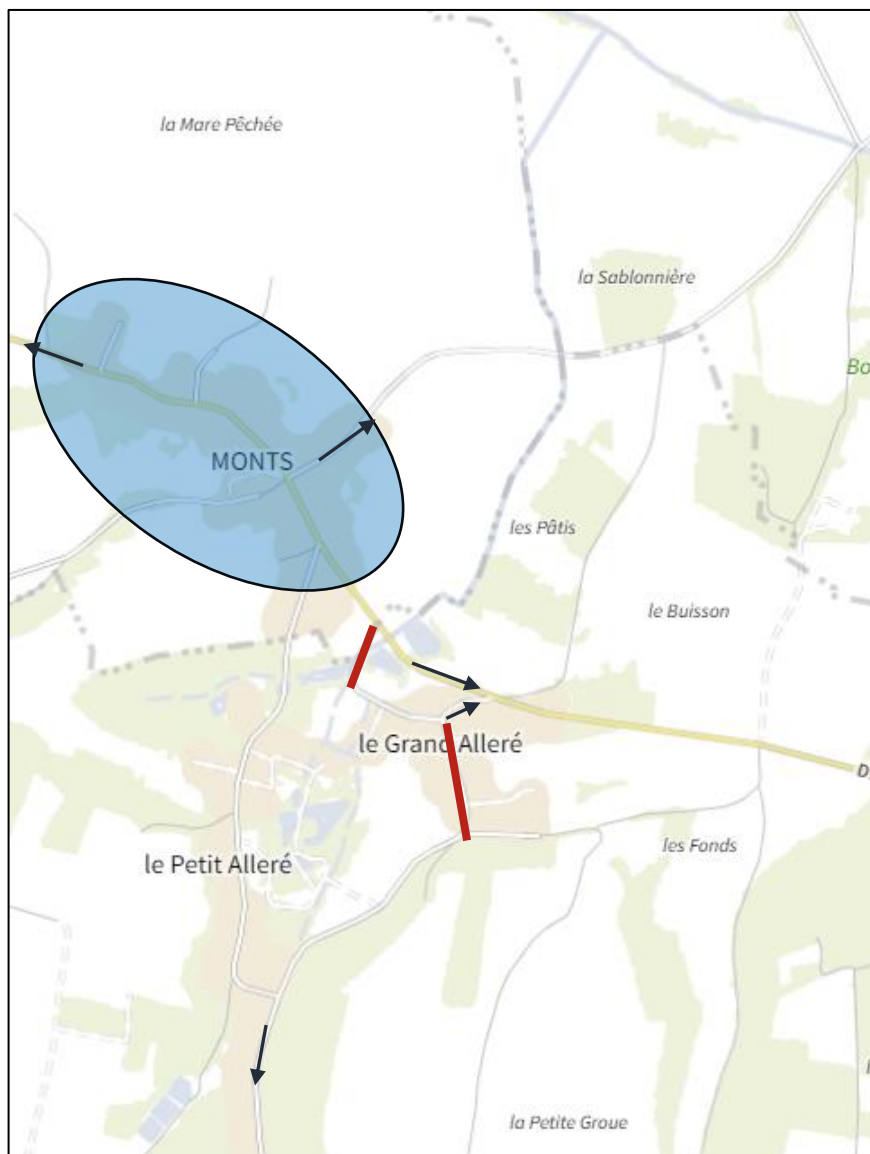 la Mare Pêchée
la Sablonnière
Bo
MONTS
les Pâtis
le Buisson
le Grand Alleré
D
le Petit Alleré
les Fonds
la Petite Groue